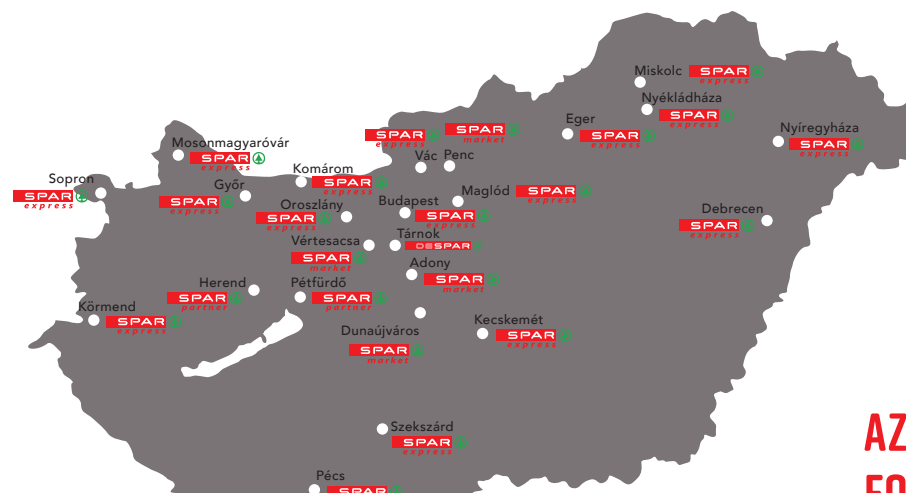 Miskolc
SPAR
express
Nyékládháza
SPAR
express
Eger
SPAR
express
Nyíregyháza
SPAR
express
SPAR
express
SPAR
market
Vác
Penc
Mosonmagyaróvár
SPAR
express
Sopron
SPAR
express
Győr
SPAR
express
Komárom
SPAR
express
Oroszlány
SPAR
express
Budapest
SPAR
express
Maglód
SPAR
express
Debrecen
SPAR
express
Vértesacsa
SPAR
market
Tárnok
DESPAR
Adony
SPAR
market
Herend
SPAR
partner
Pétfürdő
SPAR
partner
Körmend
SPAR
express
Dunaújváros
SPAR
market
Kecskemét
SPAR
express
Szekszárd
SPAR
express
Pécs
SPAR
AZ